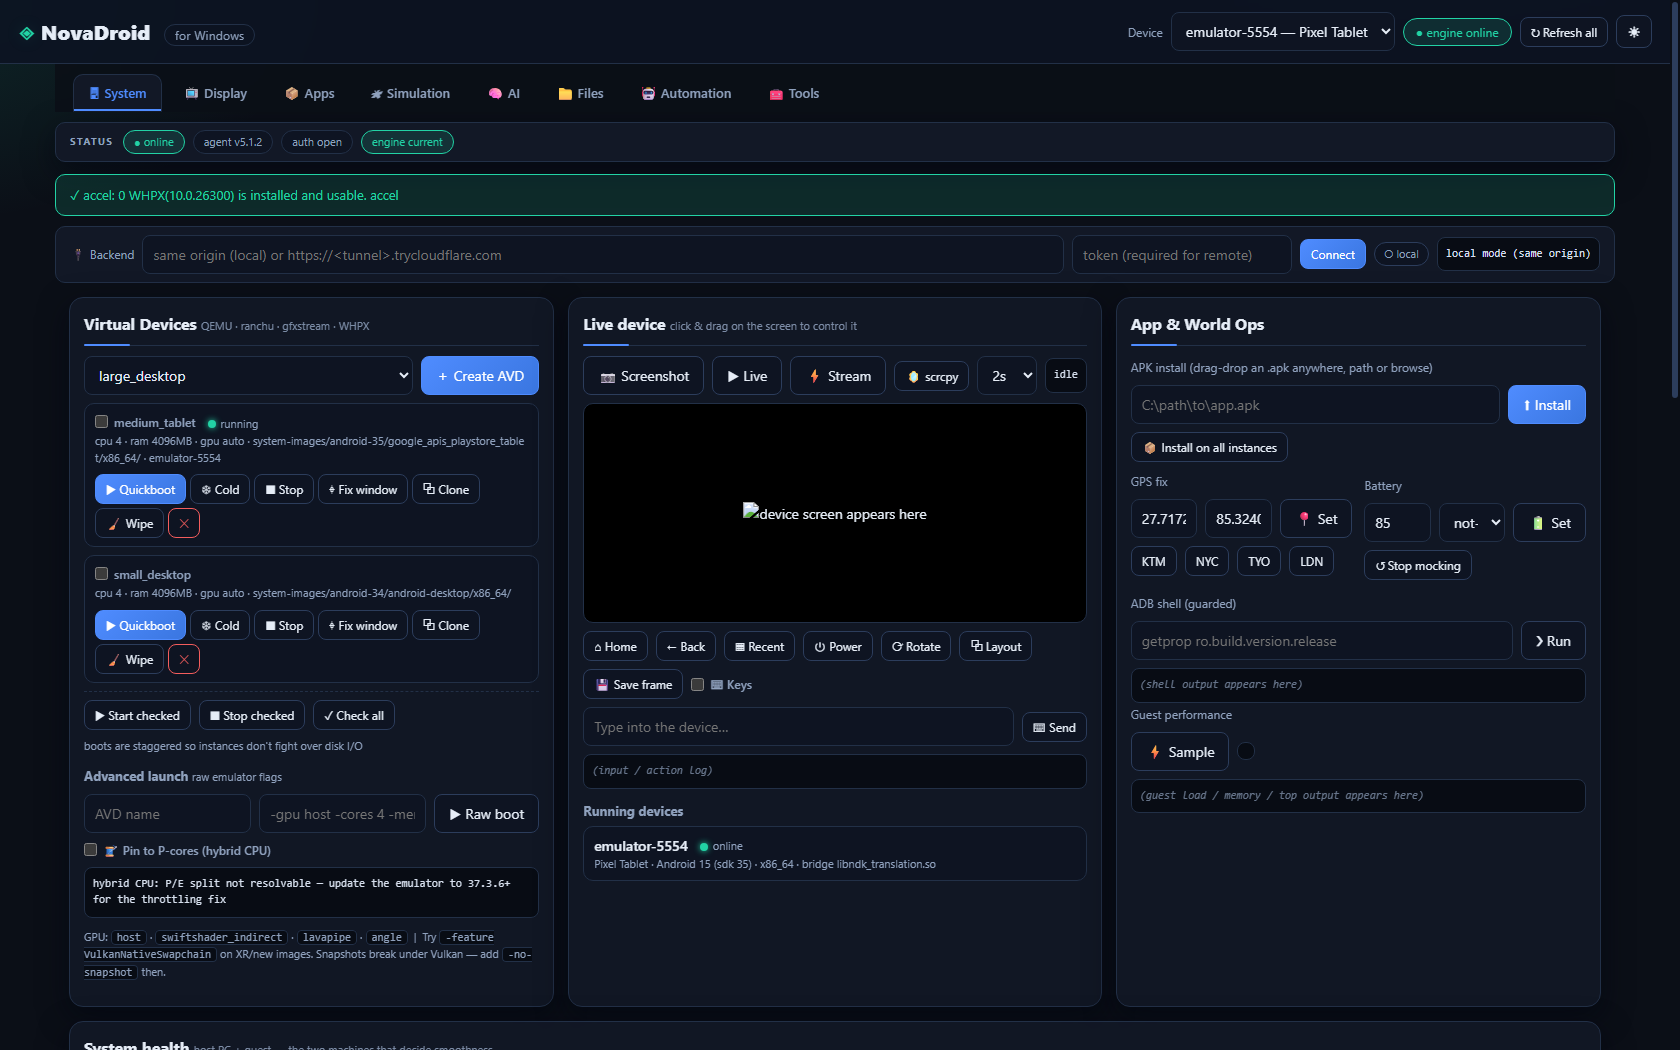 NovaDroid for Windows
Device emulator-5554 — Pixel Tablet ● engine online ↻ Refresh all
System Display Apps Simulation AI Files Automation Tools
STATUS ● online agent v5.1.2 auth open engine current
✓ accel: 0 WHPX(10.0.26300) is installed and usable. accel
Backend same origin (local) or https://<tunnel>.trycloudflare.com token (required for remote) Connect ○ local local mode (same origin)
Virtual Devices QEMU · ranchu · gfxstream · WHPX
large_desktop + Create AVD
medium_tablet ● running
cpu 4 · ram 4096MB · gpu auto · system-images/android-35/google_apis_playstore_table
t/x86_64/ · emulator-5554
▶ Quickboot ❄ Cold ■ Stop Fix window Clone
Wipe ✕
small_desktop
cpu 4 · ram 4096MB · gpu auto · system-images/android-34/android-desktop/x86_64/
▶ Quickboot ❄ Cold ■ Stop Fix window Clone
Wipe ✕
▶ Start checked ■ Stop checked ✓ Check all
boots are staggered so instances don't fight over disk I/O
Advanced launch raw emulator flags
AVD name -gpu host -cores 4 -mei ▶ Raw boot
Pin to P-cores (hybrid CPU)
hybrid CPU: P/E split not resolvable — update the emulator to 37.3.6+
for the throttling fix
GPU: host · swiftshader_indirect · lavapipe · angle | Try -feature
VulkanNativeSwapchain on XR/new images. Snapshots break under Vulkan — add -no-
snapshot then.
Live device click & drag on the screen to control it
Screenshot ▶ Live Stream scrcpy 2s idle
device screen appears here
Home ← Back Recent Power Rotate Layout
Save frame Keys
Type into the device... Send
(input / action log)
Running devices
emulator-5554 ● online
Pixel Tablet · Android 15 (sdk 35) · x86_64 · bridge libndk_translation.so
App & World Ops
APK install (drag-drop an .apk anywhere, path or browse)
C:\path\to\app.apk Install
Install on all instances
GPS fix
27.7172 85.3240 Set
KTM NYC TYO LDN
Battery
85 not- Set
↺ Stop mocking
ADB shell (guarded)
getprop ro.build.version.release ❯ Run
(shell output appears here)
Guest performance
Sample
(guest load / memory / top output appears here)
System health host PC + guest — the two machines that decide smoothness